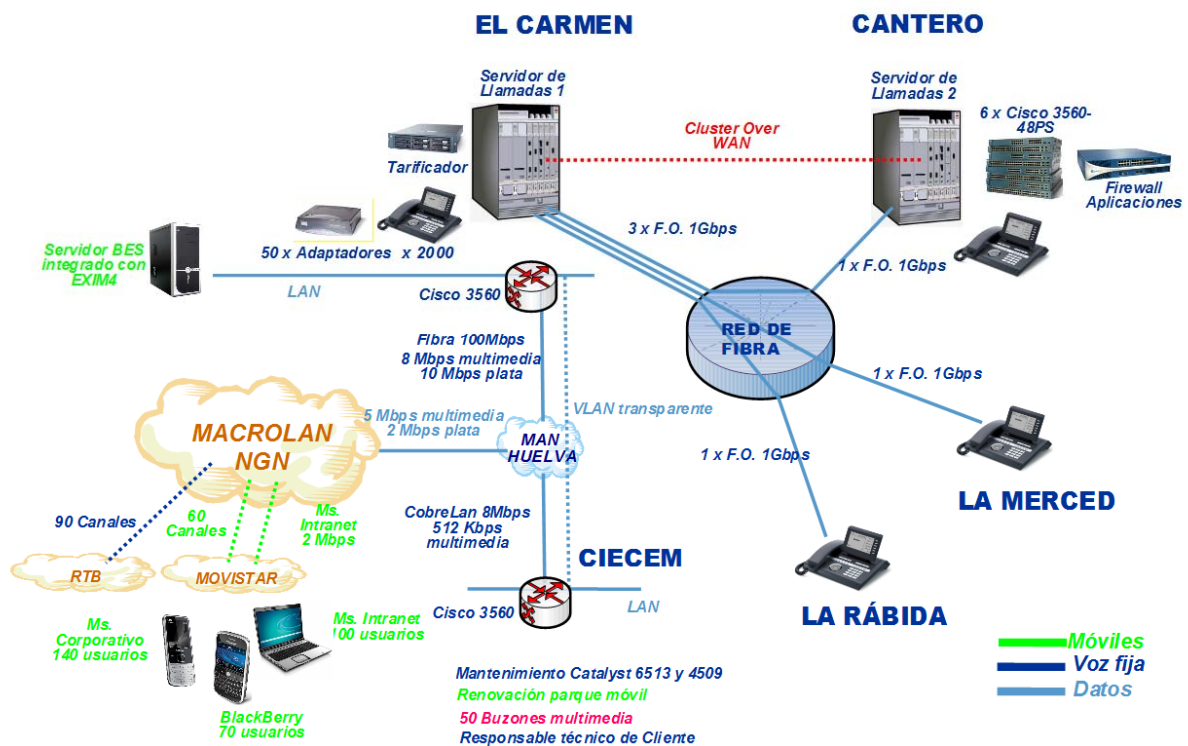 EL CARMEN
CANTERO
Servidor de
Llamadas 1
Servidor de
Llamadas 2
6 x Cisco 3560-
48PS
Cluster Over
WAN
Tarificador
Firewall
Aplicaciones
3 x F.O. 1Gbps
Servidor BES
integrado con
EXIM4
50 x Adaptadores
x 2000
1x F.O. 1Gbps
LAN
Cisco 3560
RED DE
FIBRA
Fibra 100Mbps
8 Mbps multimedia
10 Mbps plata
1 x F.O. 1Gbps
5 Mbps multimedia
2 Mbps plata
VLAN transparente
MACROLAN
NGN
MAN
HUELVA
1 x F.O. 1Gbps
LA MERCED
90 Canales
60
Canales
Ms.
Intranet
2 Mbps
CobreLan 8Mbps
512 Kbps
multimedia
CIECEM
RTB
MOVISTAR
Cisco 3560
LAN
LA RÁBIDA
Ms.
Corporativo
140 usuarios
Ms. Intranet
100 usuarios
BlackBerry
70 usuarios
Móviles
Voz fija
Datos
Mantenimiento Catalyst 6513 y 4509
Renovación parque móvil
50 Buzones multimedia
Responsable técnico de Cliente